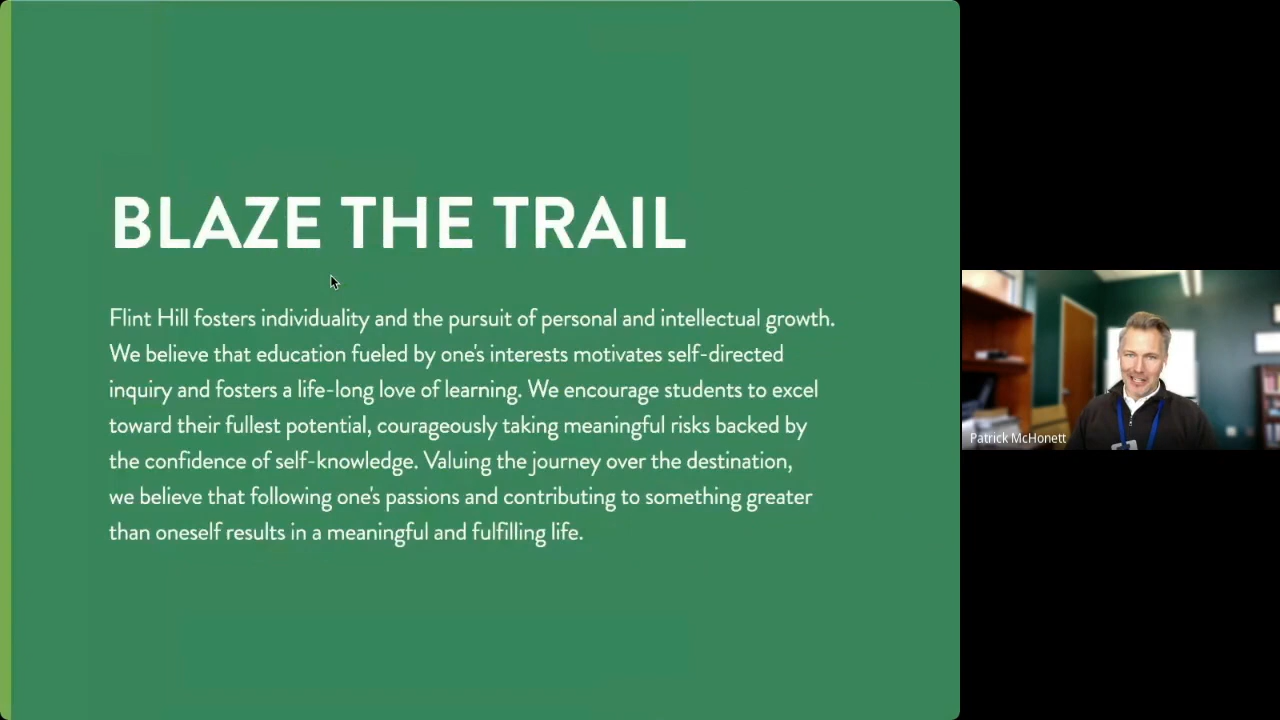 BLAZE THE TRAIL
Flint Hill fosters individuality and the pursuit of personal and intellectual growth.
We believe that education fueled by one's interests motivates self-directed
inquiry and fosters a life-long love of learning. We encourage students to excel
toward their fullest potential, courageously taking meaningful risks backed by
the confidence of self-knowledge. Valuing the journey over the destination,
we believe that following one's passions and contributing to something greater
than oneself results in a meaningful and fulfilling life.
Patrick McHonett